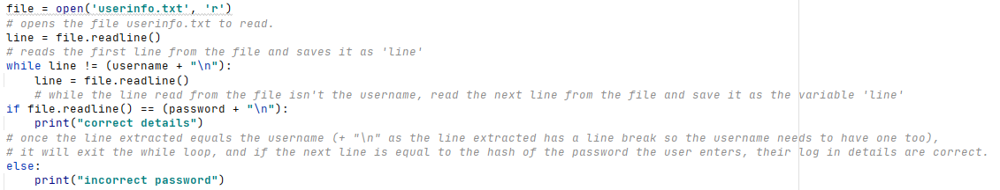 file = open('userinfo.txt', 'r')
# opens the file userinfo.txt to read.
line = file.readline()
# reads the first line from the file and saves it as 'line'
while line != (username + "\n"):
    line = file.readline()
    # while the line read from the file isn't the username, read the next line from the file and save it as the variable 'line'
if file.readline() == (password + "\n"):
    print("correct details")
# once the line extracted equals the username (+ "\n" as the line extracted has a line break so the username needs to have one too),
# it will exit the while loop, and if the next line is equal to the hash of the password the user enters, their log in details are correct.
else:
    print("incorrect password")